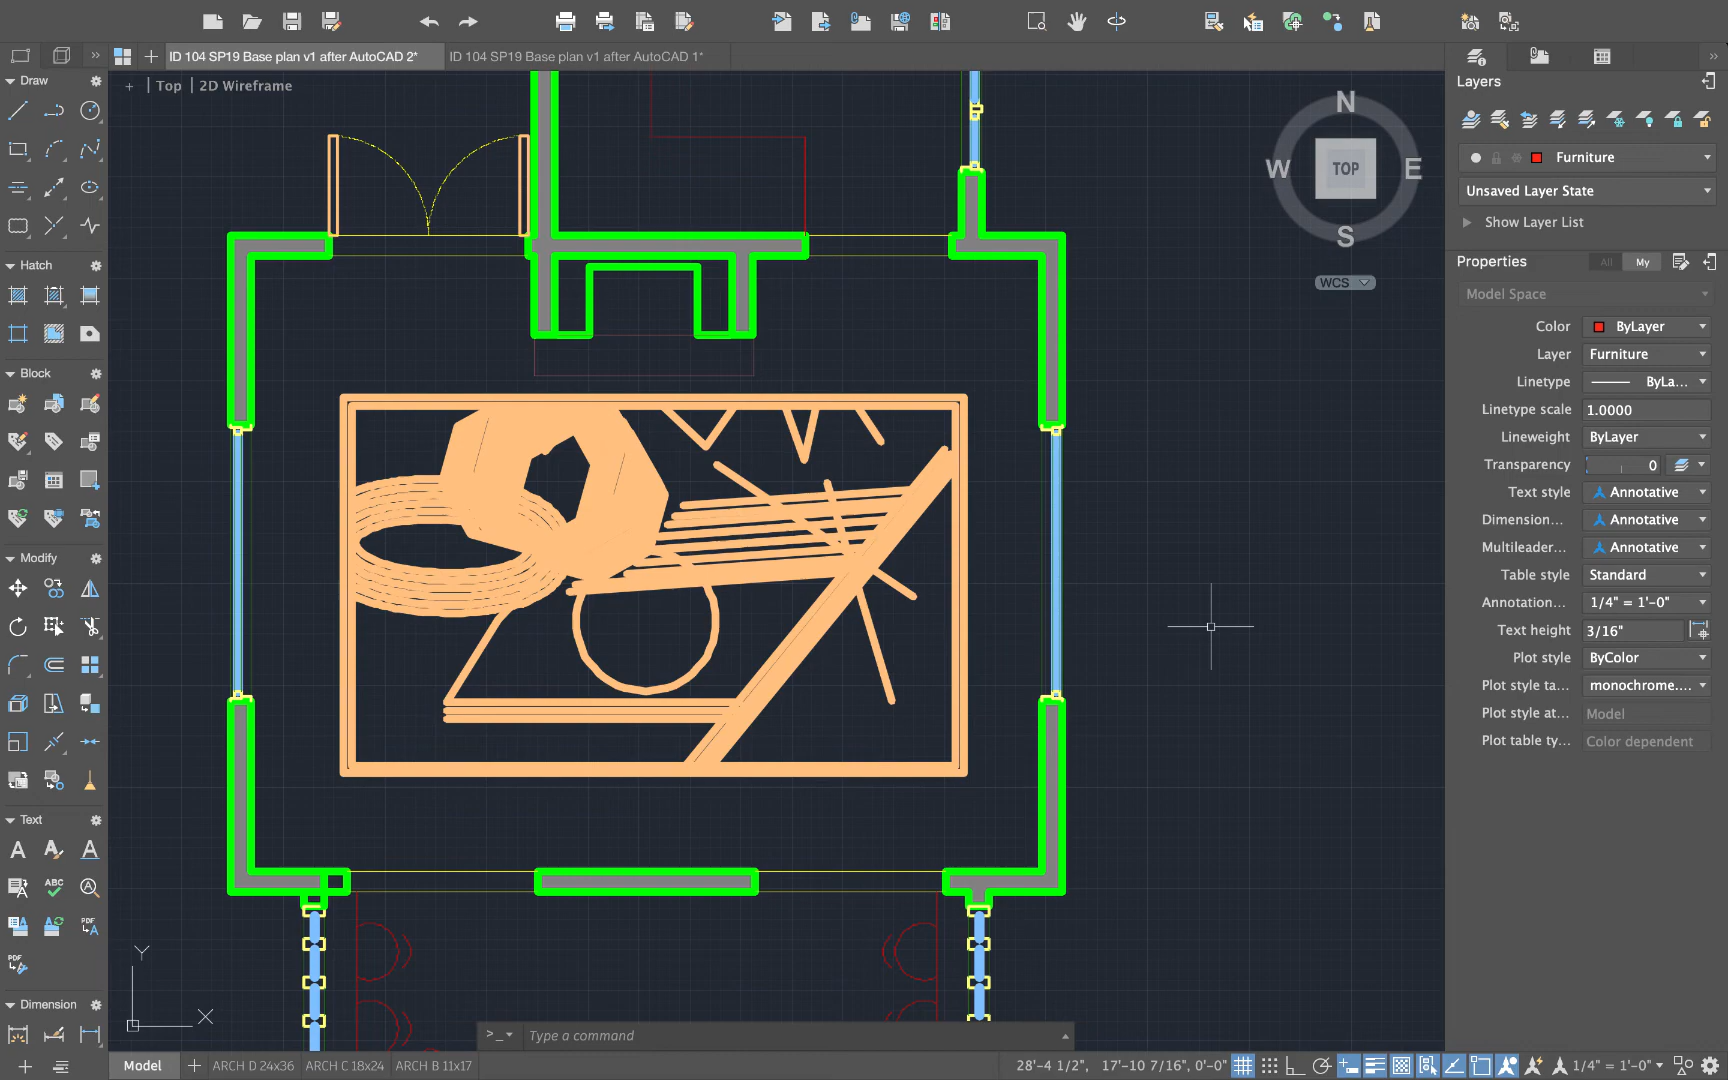 ID 104 SP19 Base plan v1 after AutoCAD 2*
ID 104 SP19 Base plan v1 after AutoCAD 1*
Draw
Hatch
Block
Modify
Text
ABC
PDF
PDF
Dimension
+ | Top | 2D Wireframe
N
W
TOP
E
S
WCS
Y
X
>_
Type a command
Layers
Furniture
Unsaved Layer State
Show Layer List
Properties
All
My
Model Space
Color
ByLayer
Layer
Furniture
Linetype
ByLa...
Linetype scale
1.0000
Lineweight
ByLayer
Transparency
0
Text style
Annotative
Dimension...
Annotative
Multileader...
Annotative
Table style
Standard
Annotation...
1/4" = 1'-0"
Text height
3/16"
Plot style
ByColor
Plot style ta...
monochrome....
Plot style at...
Model
Plot table ty...
Color dependent
Model
ARCH D 24x36
ARCH C 18x24
ARCH B 11x17
28'-4 1/2", 17'-10 7/16", 0'-0"
1/4" = 1'-0"